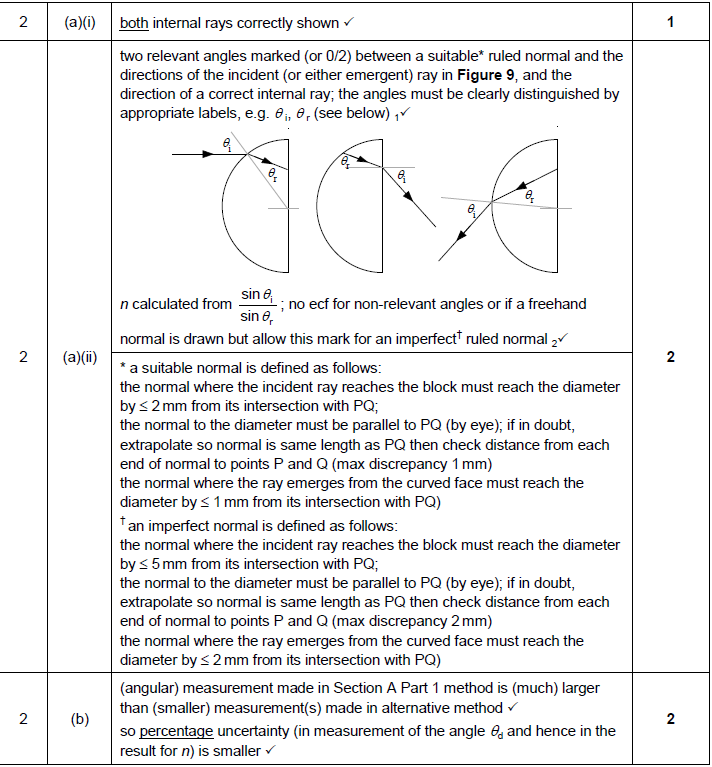 2 (a)(i) both internal rays correctly shown ✓ 1
two relevant angles marked (or 0/2) between a suitable* ruled normal and the
directions of the incident (or either emergent) ray in Figure 9, and the
direction of a correct internal ray; the angles must be clearly distinguished by
appropriate labels, e.g. θi, θr (see below) 1✓
θi θr
θr θi
θi θr
n calculated from sin θi / sin θr ; no ecf for non-relevant angles or if a freehand
normal is drawn but allow this mark for an imperfect† ruled normal 2✓
2 (a)(ii) 2
* a suitable normal is defined as follows:
the normal where the incident ray reaches the block must reach the diameter
by ≤ 2 mm from its intersection with PQ;
the normal to the diameter must be parallel to PQ (by eye); if in doubt,
extrapolate so normal is same length as PQ then check distance from each
end of normal to points P and Q (max discrepancy 1 mm)
the normal where the ray emerges from the curved face must reach the
diameter by ≤ 1 mm from its intersection with PQ)
† an imperfect normal is defined as follows:
the normal where the incident ray reaches the block must reach the diameter
by ≤ 5 mm from its intersection with PQ;
the normal to the diameter must be parallel to PQ (by eye); if in doubt,
extrapolate so normal is same length as PQ then check distance from each
end of normal to points P and Q (max discrepancy 2 mm)
the normal where the ray emerges from the curved face must reach the
diameter by ≤ 2 mm from its intersection with PQ)
2 (b) (angular) measurement made in Section A Part 1 method is (much) larger
than (smaller) measurement(s) made in alternative method ✓
so percentage uncertainty (in measurement of the angle θd and hence in the
result for n) is smaller ✓
2